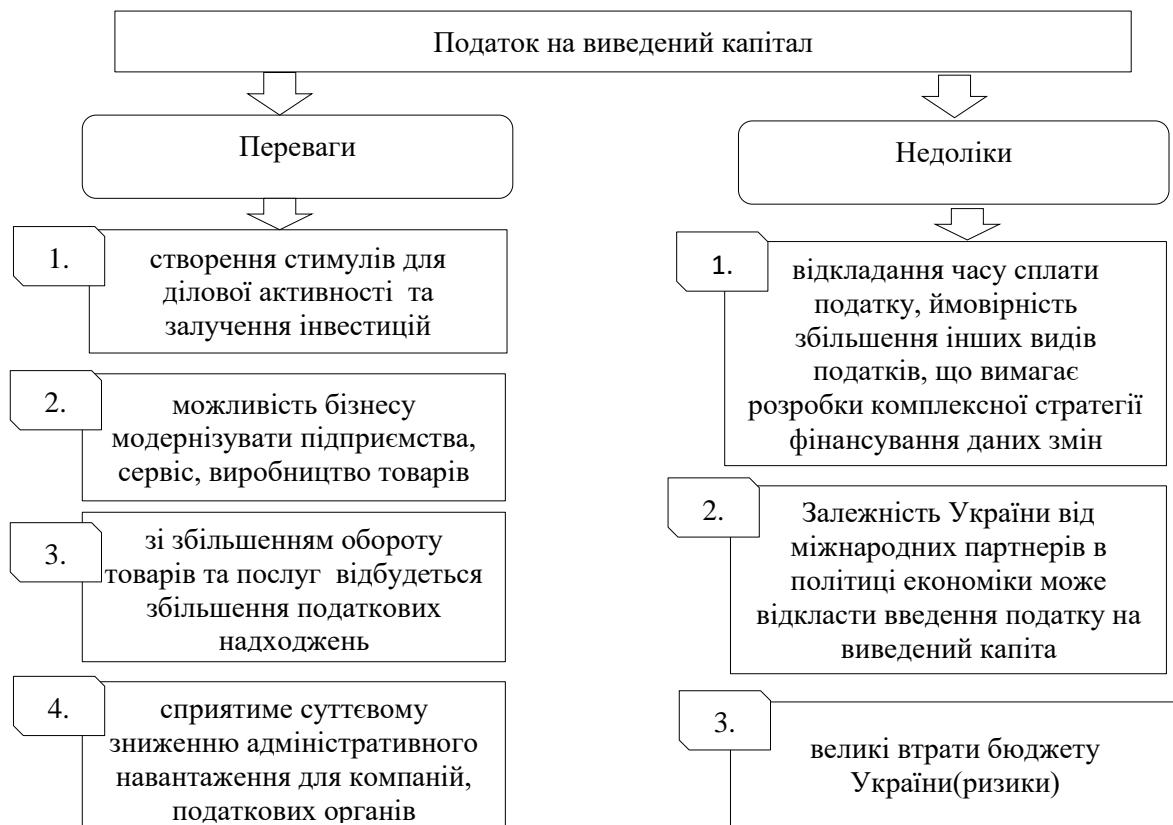 Податок на виведений капітал
Переваги
1.
створення стимулів для
ділової активності та
залучення інвестицій
2.
можливість бізнесу
модернізувати підприємства,
сервіс, виробництво товарів
3.
зі збільшенням обороту
товарів та послуг відбудеться
збільшення податкових
надходжень
4.
сприятиме суттєвому
зниженню адміністративного
навантаження для компаній,
податкових органів
Недоліки
1.
відкладання часу сплати
податку, ймовірність
збільшення інших видів
податків, що вимагає
розробки комплексної стратегії
фінансування даних змін
2.
Залежність України від
міжнародних партнерів в
політиці економіки може
відкласти введення податку на
виведений капіта
3.
великі втрати бюджету
України(ризики)